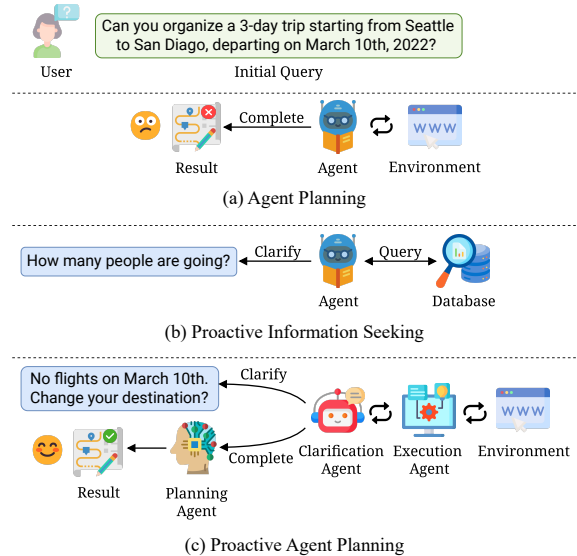 Can you organize a 3-day trip starting from Seattle
to San Diago, departing on March 10th, 2022?
User
Initial Query
Complete
WWW
Result
Agent
Environment
(a) Agent Planning
How many people are going?
Clarify
Query
Agent
Database
(b) Proactive Information Seeking
No flights on March 10th.
Change your destination?
Clarify
WWW
Complete
Clarification
Agent
Execution
Agent
Environment
Result
Planning
Agent
(c) Proactive Agent Planning